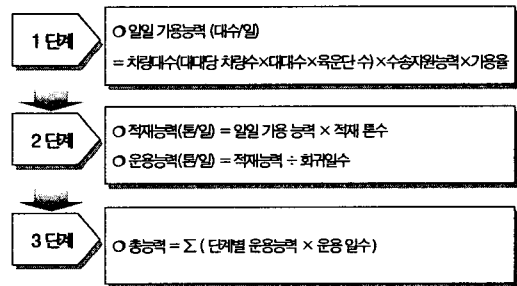 1 단계
○ 일일 가용능력 (대수/일)
= 차량대수(대대당 차량수×대대수×육운단 수)×수송지원능력×가용율
2 단계
○ 적재능력(톤/일) = 일일 가용 능력 × 적재 톤수
○ 운용능력(톤/일) = 적재능력 ÷ 회귀일수
3 단계
○ 총능력 = Σ ( 단계별 운용능력 × 운용 일수 )